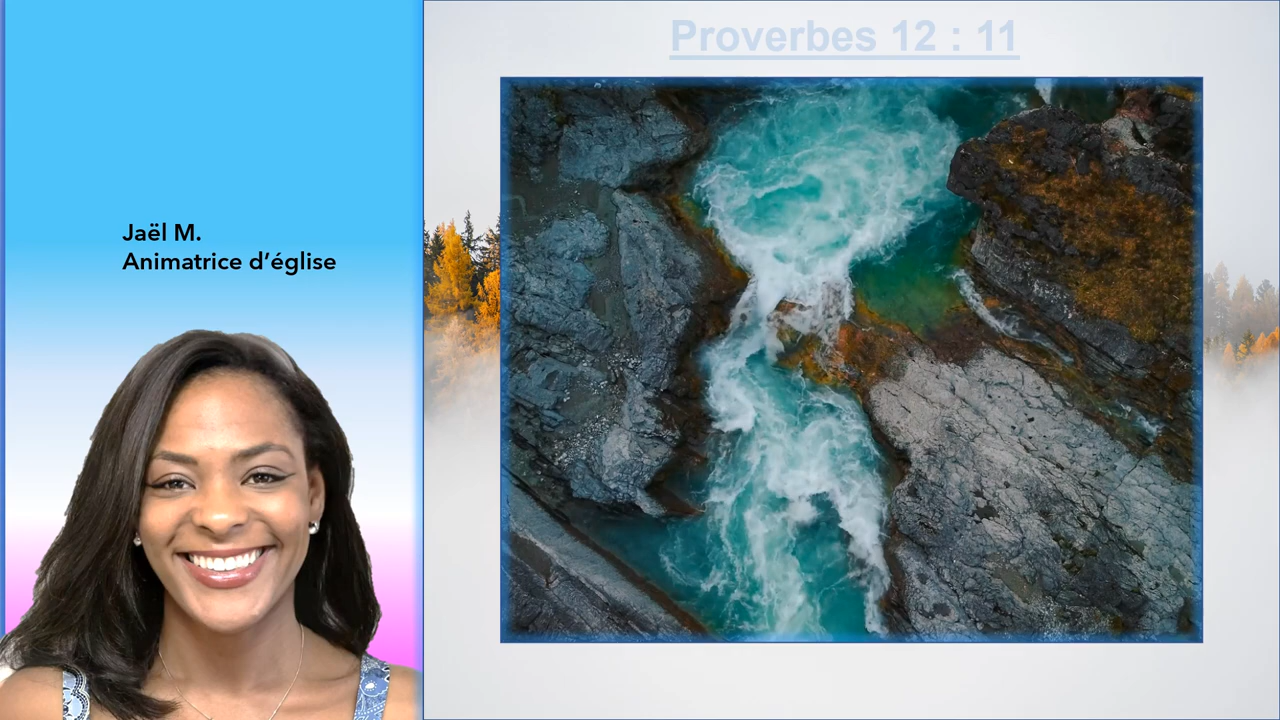 Proverbes 12 : 11
Jaël M.
Animatrice d’église